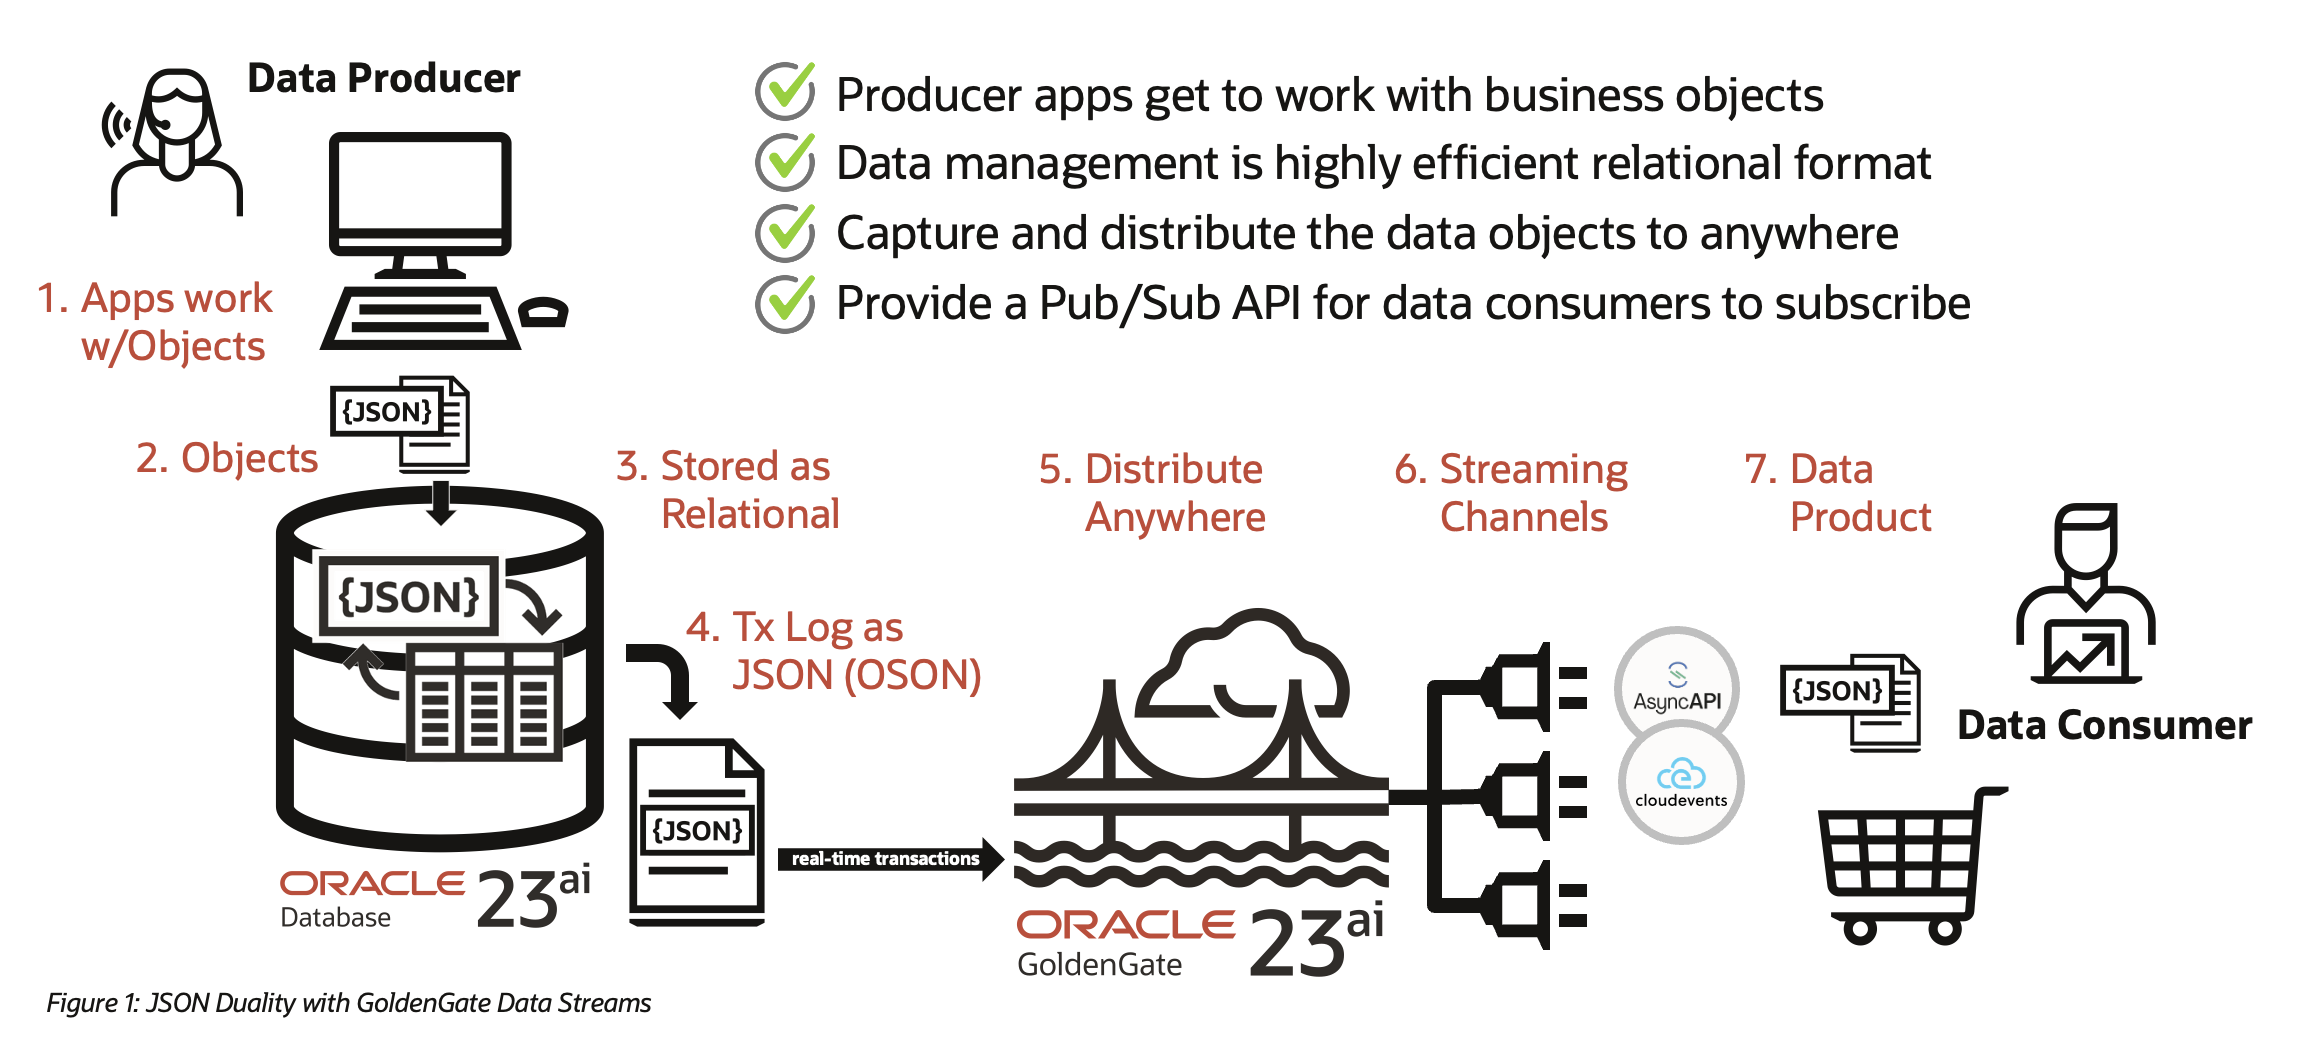 Data Producer
Producer apps get to work with business objects
Data management is highly efficient relational format
Capture and distribute the data objects to anywhere
Provide a Pub/Sub API for data consumers to subscribe
1. Apps work
w/Objects
{JSON}
2. Objects
3. Stored as
Relational
{JSON}
4. Tx Log as
JSON (OSON)
{JSON}
real-time transactions
ORACLE
Database
23ai
5. Distribute
Anywhere
ORACLE
GoldenGate
23ai
6. Streaming
Channels
AsyncAPI
cloudevents
7. Data
Product
{JSON}
Data Consumer
Figure 1: JSON Duality with GoldenGate Data Streams